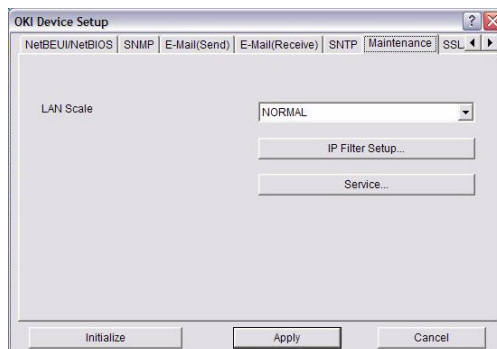 OKI Device Setup
NetBEUI/NetBIOS SNMP E-Mail(Send) E-Mail(Receive) SNTP Maintenance SSL
LAN Scale NORMAL
IP Filter Setup...
Service...
Initialize Apply Cancel